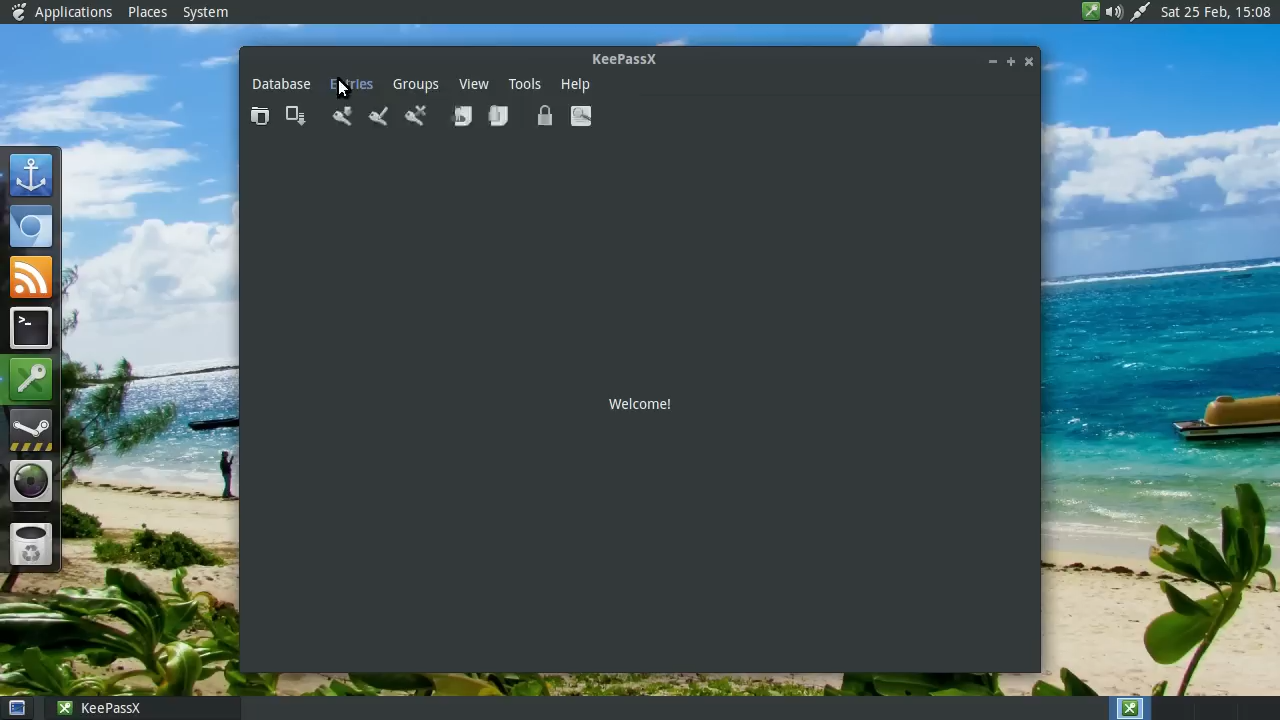 Applications Places System Sat 25 Feb, 15:08
KeePassX
Database Entries Groups View Tools Help
>_
Welcome!
KeePassX